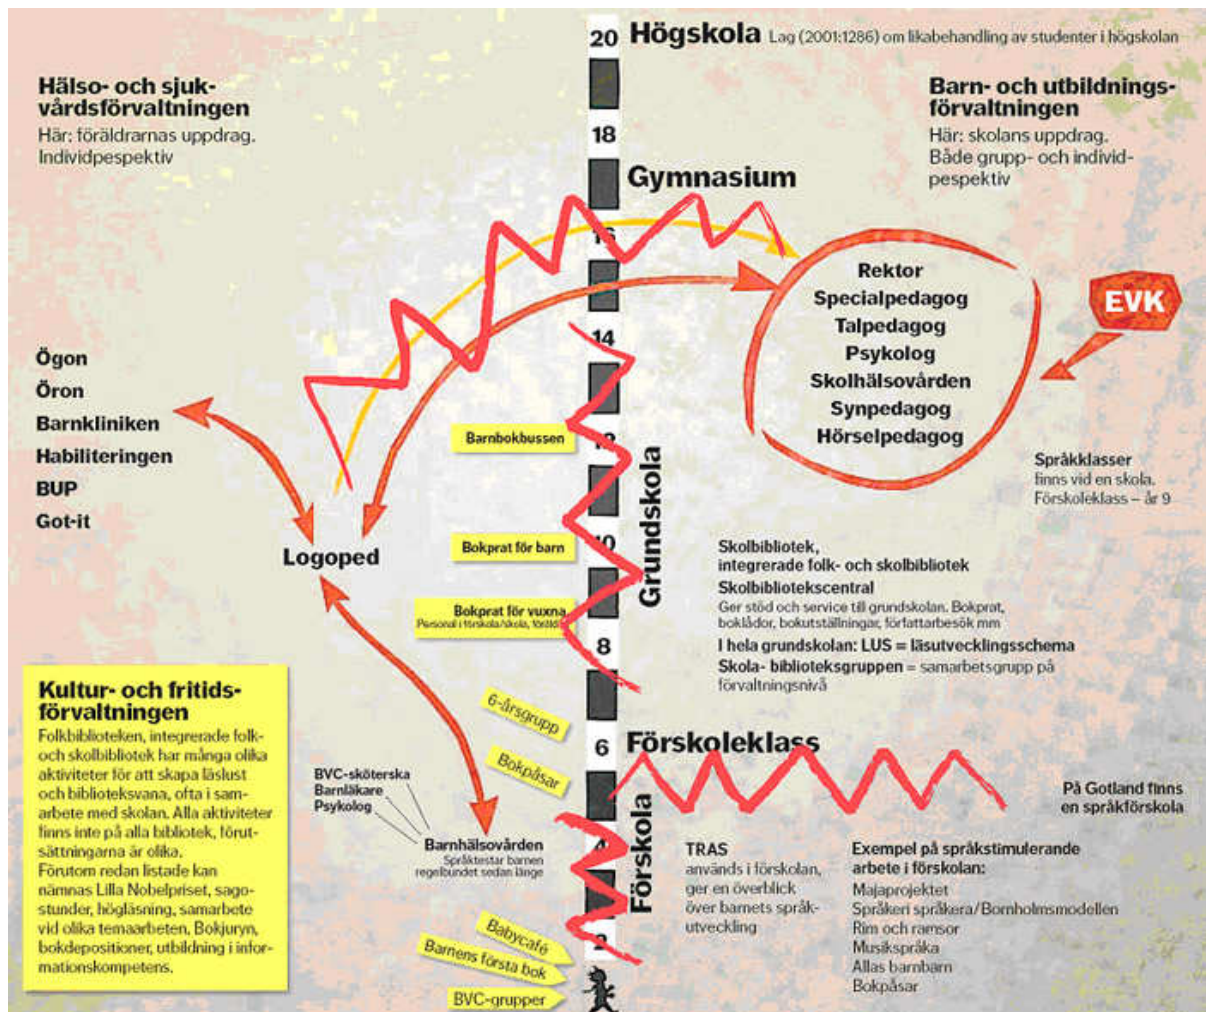 20 Högskola Lag (2001:1286) om likabehandling av studenter i högskolan
Hälso- och sjuk-
vårdsförvaltningen
Här: föräldrarnas uppdrag.
Individpespektiv
Barn- och utbildnings-
förvaltningen
Här: skolans uppdrag.
Både grupp- och individ-
pespektiv
18
Gymnasium
16
Rektor
Specialpedagog
Talpedagog
Psykolog
Skolhälsovården
Synpedagog
Hörselpedagog
EVK
14
Ögon
Öron
Barnkliniken
Habiliteringen
BUP
Got-it
Barnbokbussen
12
Språkklasser
finns vid en skola.
Förskoleklass – år 9
Logoped
Bokprat för barn
10
Grundskola
Skolbibliotek,
integrerade folk- och skolbibliotek
Skolbibliotekscentral
Ger stöd och service till grundskolan. Bokprat,
boklådor, bokutställningar, författarbesök mm
I hela grundskolan: LUS = läsutvecklingsschema
Skola- biblioteksgruppen = samarbetsgrupp på
förvaltningsnivå
Bokprat för vuxna
Personal i förskola/skola,
8
Kultur- och fritids-
förvaltningen
Folkbiblioteken, integrerade folk-
och skolbibliotek har många olika
aktiviteter för att skapa läslust
och biblioteksvana, ofta i sam-
arbete med skolan. Alla aktiviteter
finns inte på alla bibliotek, förut-
sättningarna är olika.
Förutom redan listade kan
nämnas Lilla Nobelpriset, sago-
stunder, högläsning, samarbete
vid olika temaarbeten. Bokjuryn,
bokdepositioner, utbildning i infor-
mationskompetens.
6-årsgrupp
6 Förskoleklass
Bokpåsar
BVC-sköterska
Barnläkare
Psykolog
På Gotland finns
en språkförskola
Barnhälsovården
Språktestar barnen
regelbundet sedan länge
4
Förskola
TRAS
används i förskolan,
ger en överblick
över barnets språk-
utveckling
Exempel på språkstimulerande
arbete i förskolan:
Majaprojektet
Språkeri språkera/Bornholmsmodellen
Rim och ramsor
Musikspråka
Allas barnbarn
Bokpåsar
2
Babycafé
Barnens första bok
BVC-grupper